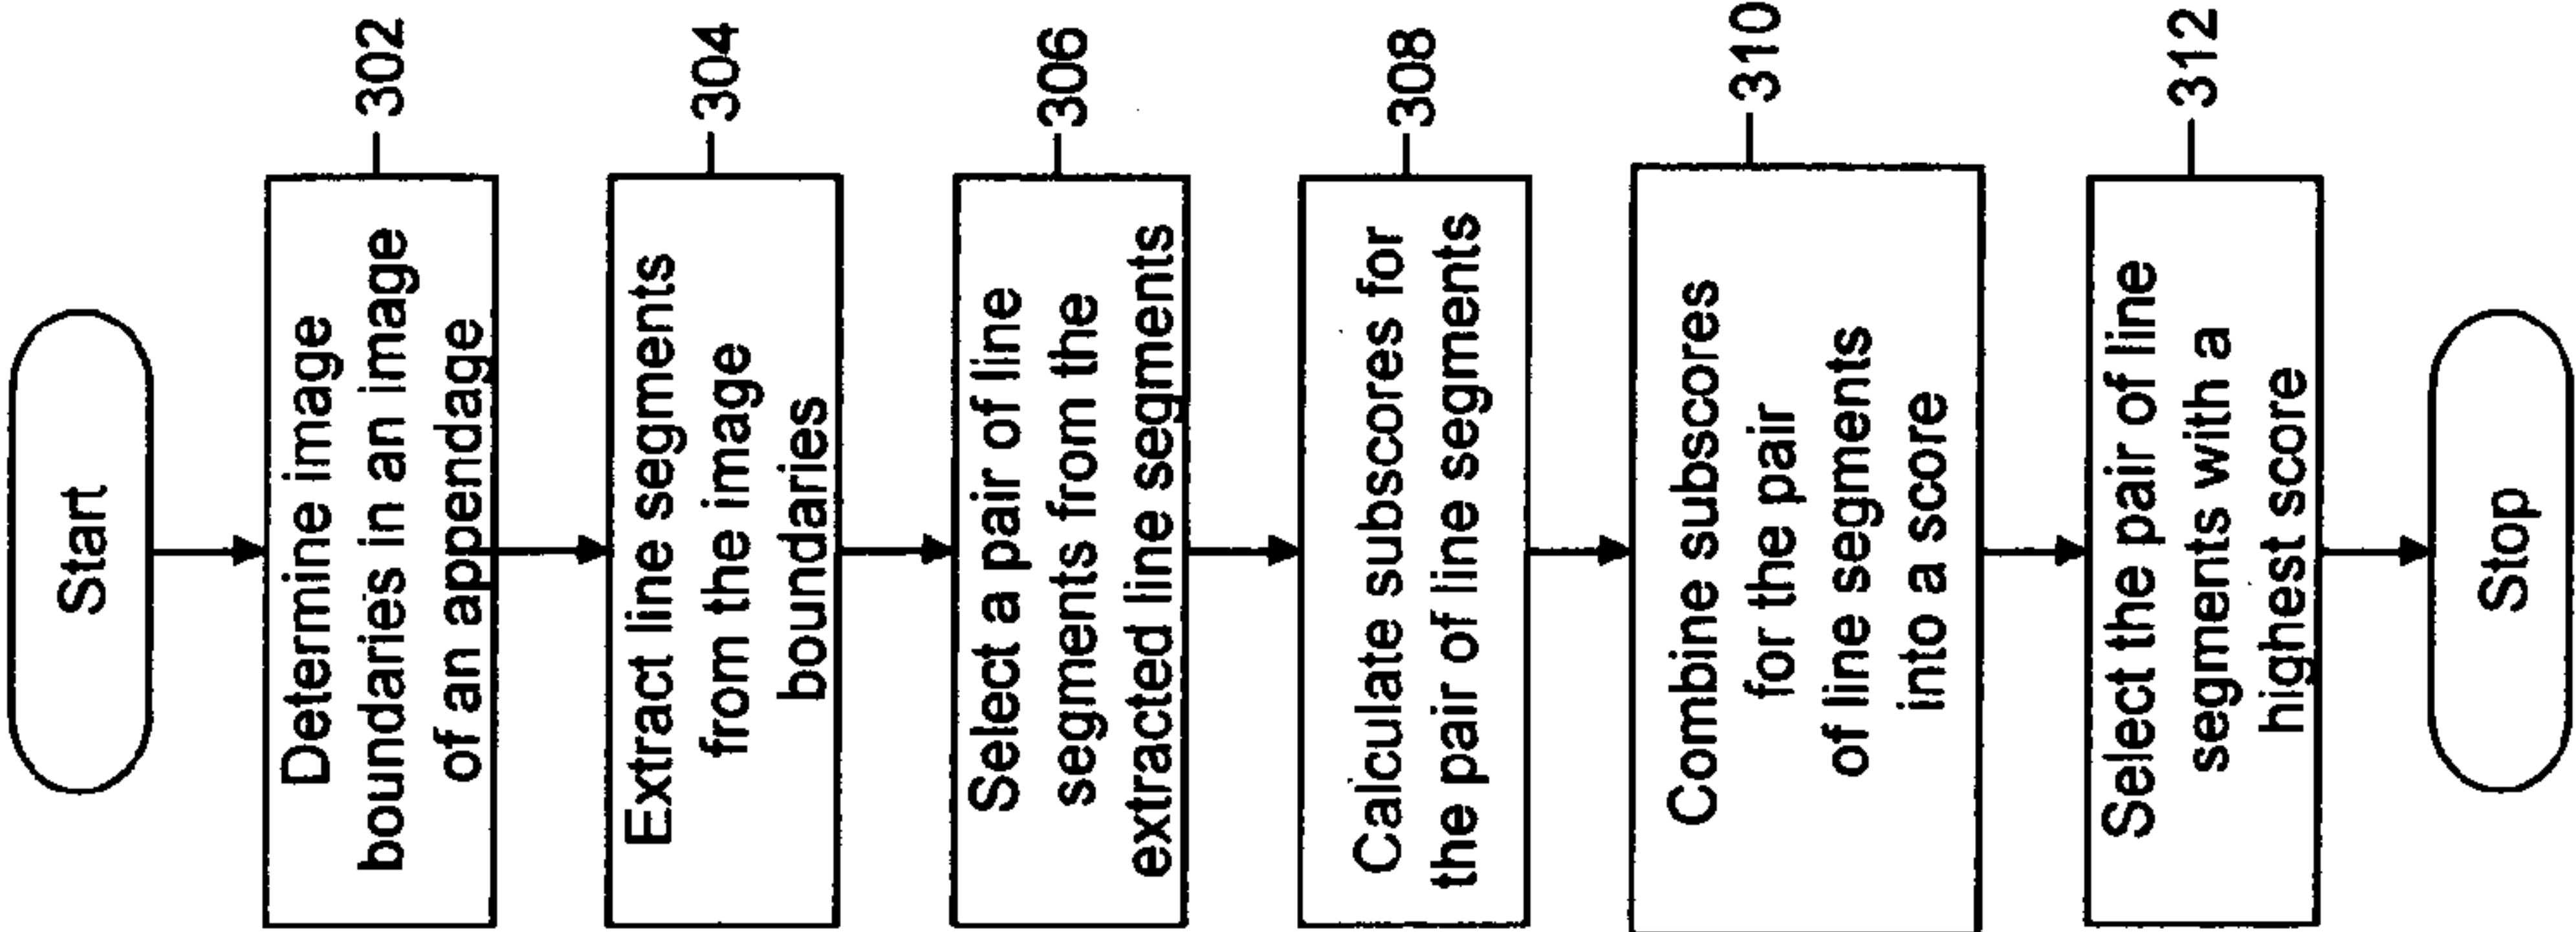 Start
Determine image
boundaries in an image
of an appendage
302
Extract line segments
from the image
boundaries
304
Select a pair of line
segments from the
extracted line segments
306
Calculate subscores for
the pair of line segments
308
Combine subscores
for the pair
of line segments
into a score
310
Select the pair of line
segments with a
highest score
312
Stop